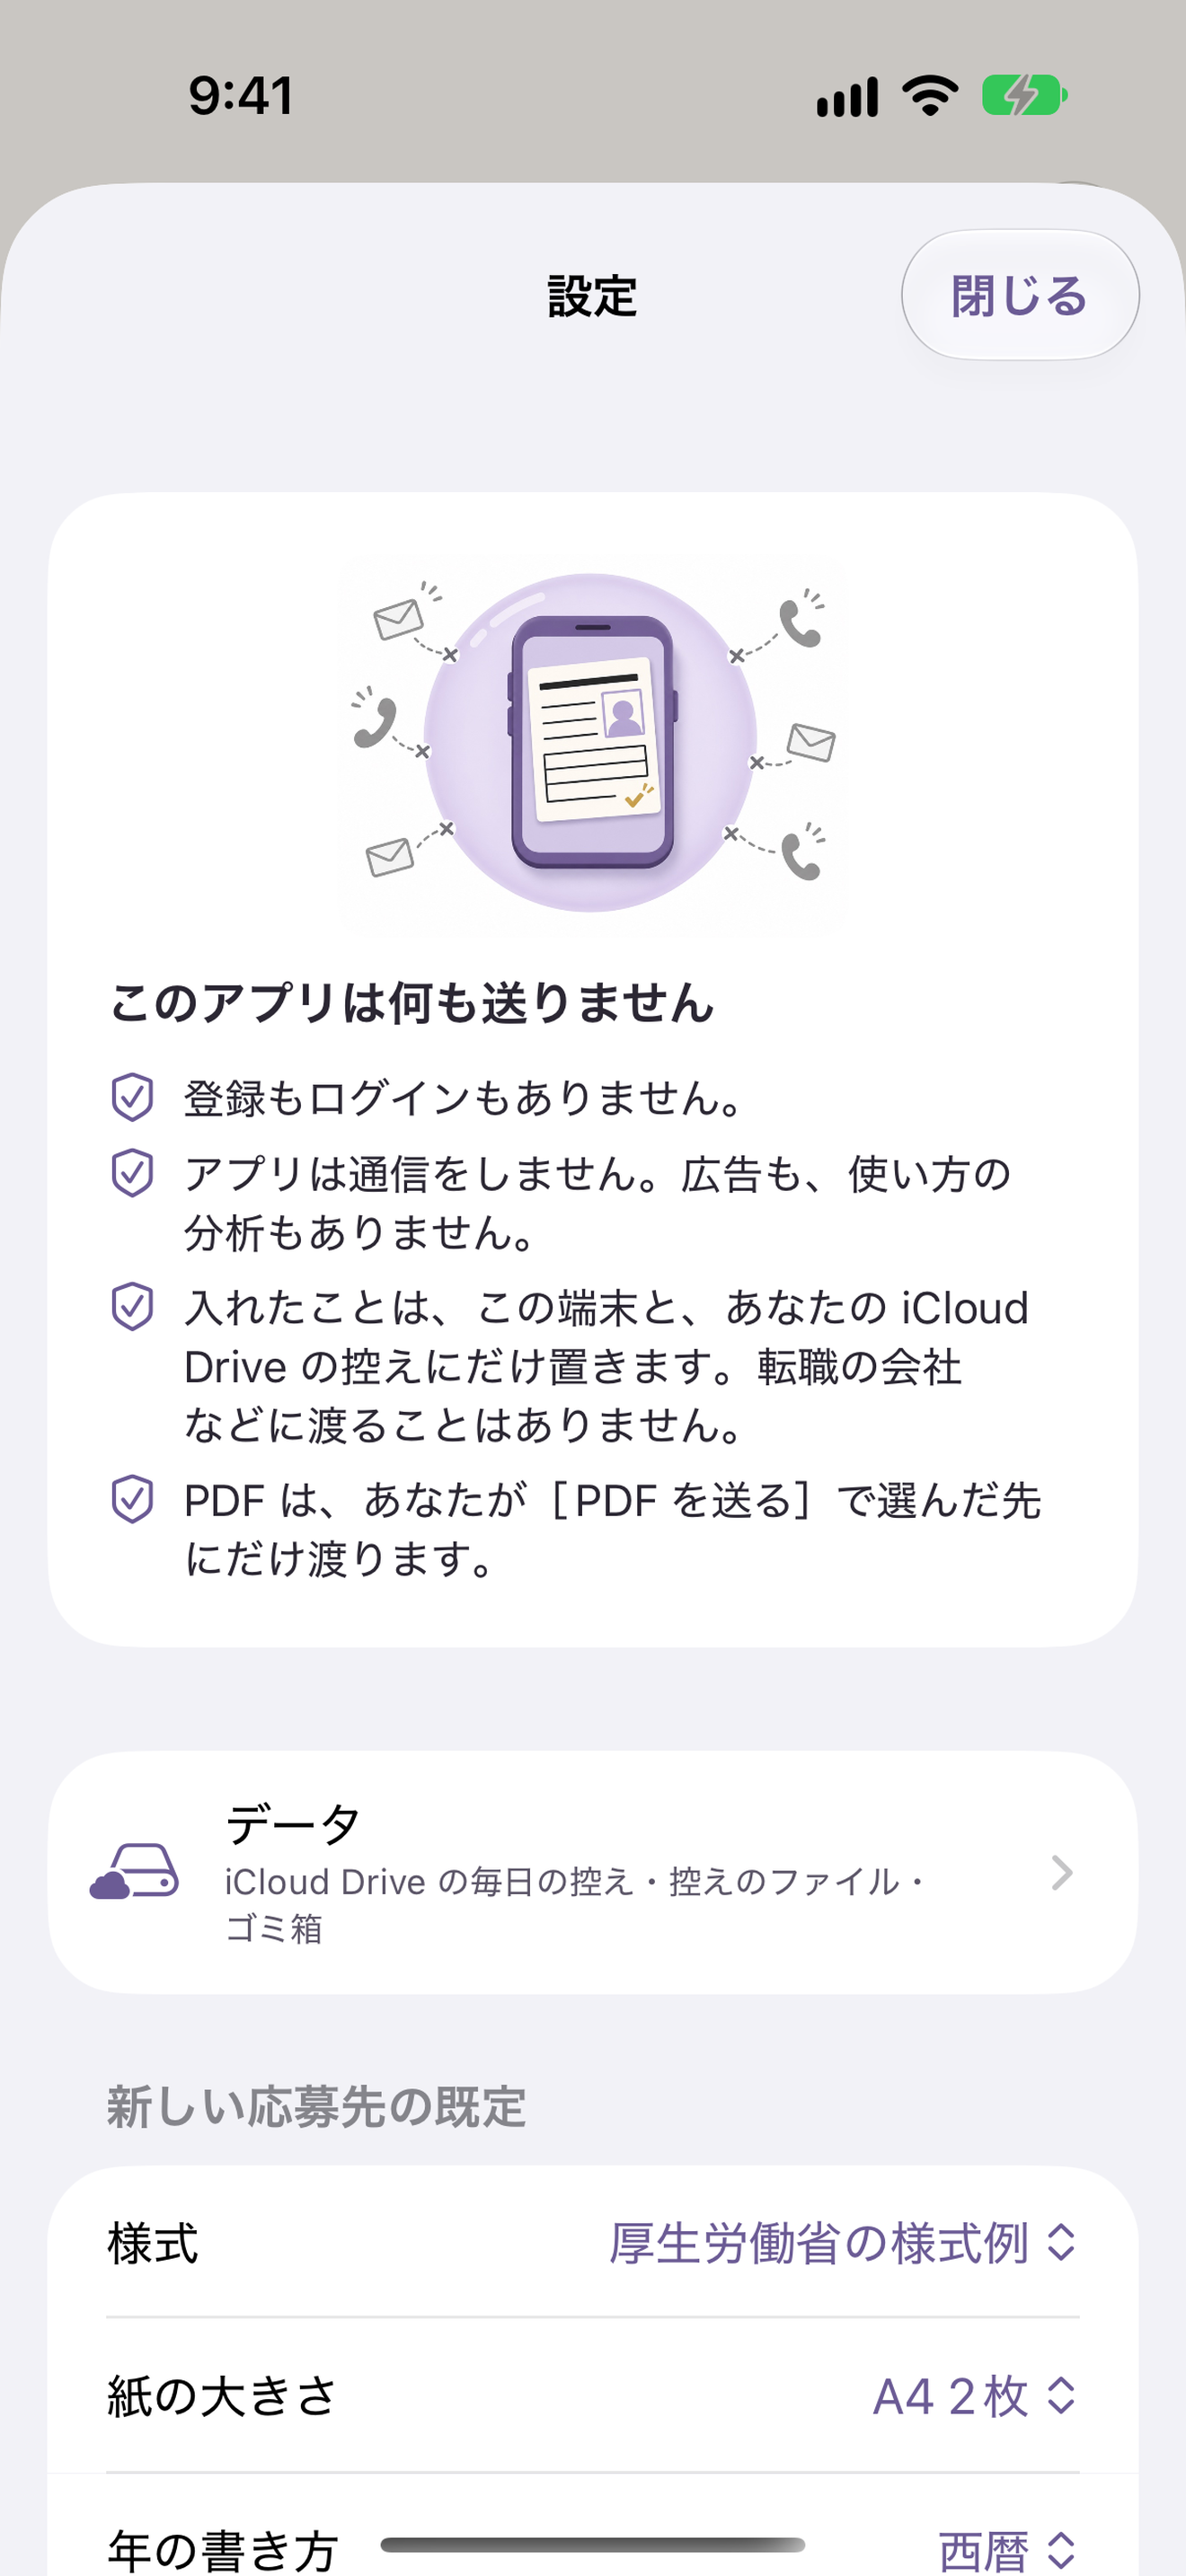 9:41
設定
閉じる
このアプリは何も送りません
登録もログインもありません。
アプリは通信をしません。広告も、使い方の
分析もありません。
入れたことは、この端末と、あなたの iCloud
Drive の控えにだけ置きます。転職の会社
などに渡ることはありません。
PDF は、あなたが［PDF を送る］で選んだ先
にだけ渡ります。
データ
iCloud Drive の毎日の控え・控えのファイル・
ゴミ箱
新しい応募先の既定
様式
厚生労働省の様式例
紙の大きさ
A4 2枚
年の書き方
西暦